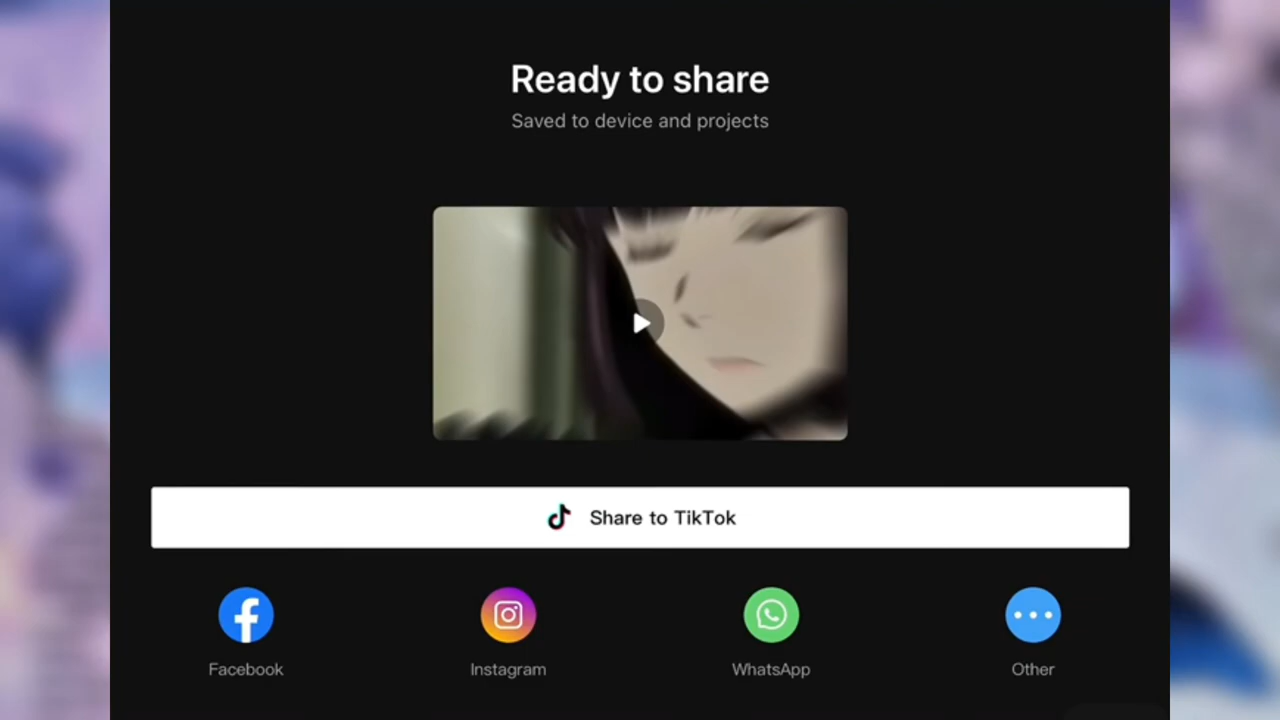 Ready to share
Saved to device and projects
Share to TikTok
Facebook
Instagram
WhatsApp
Other